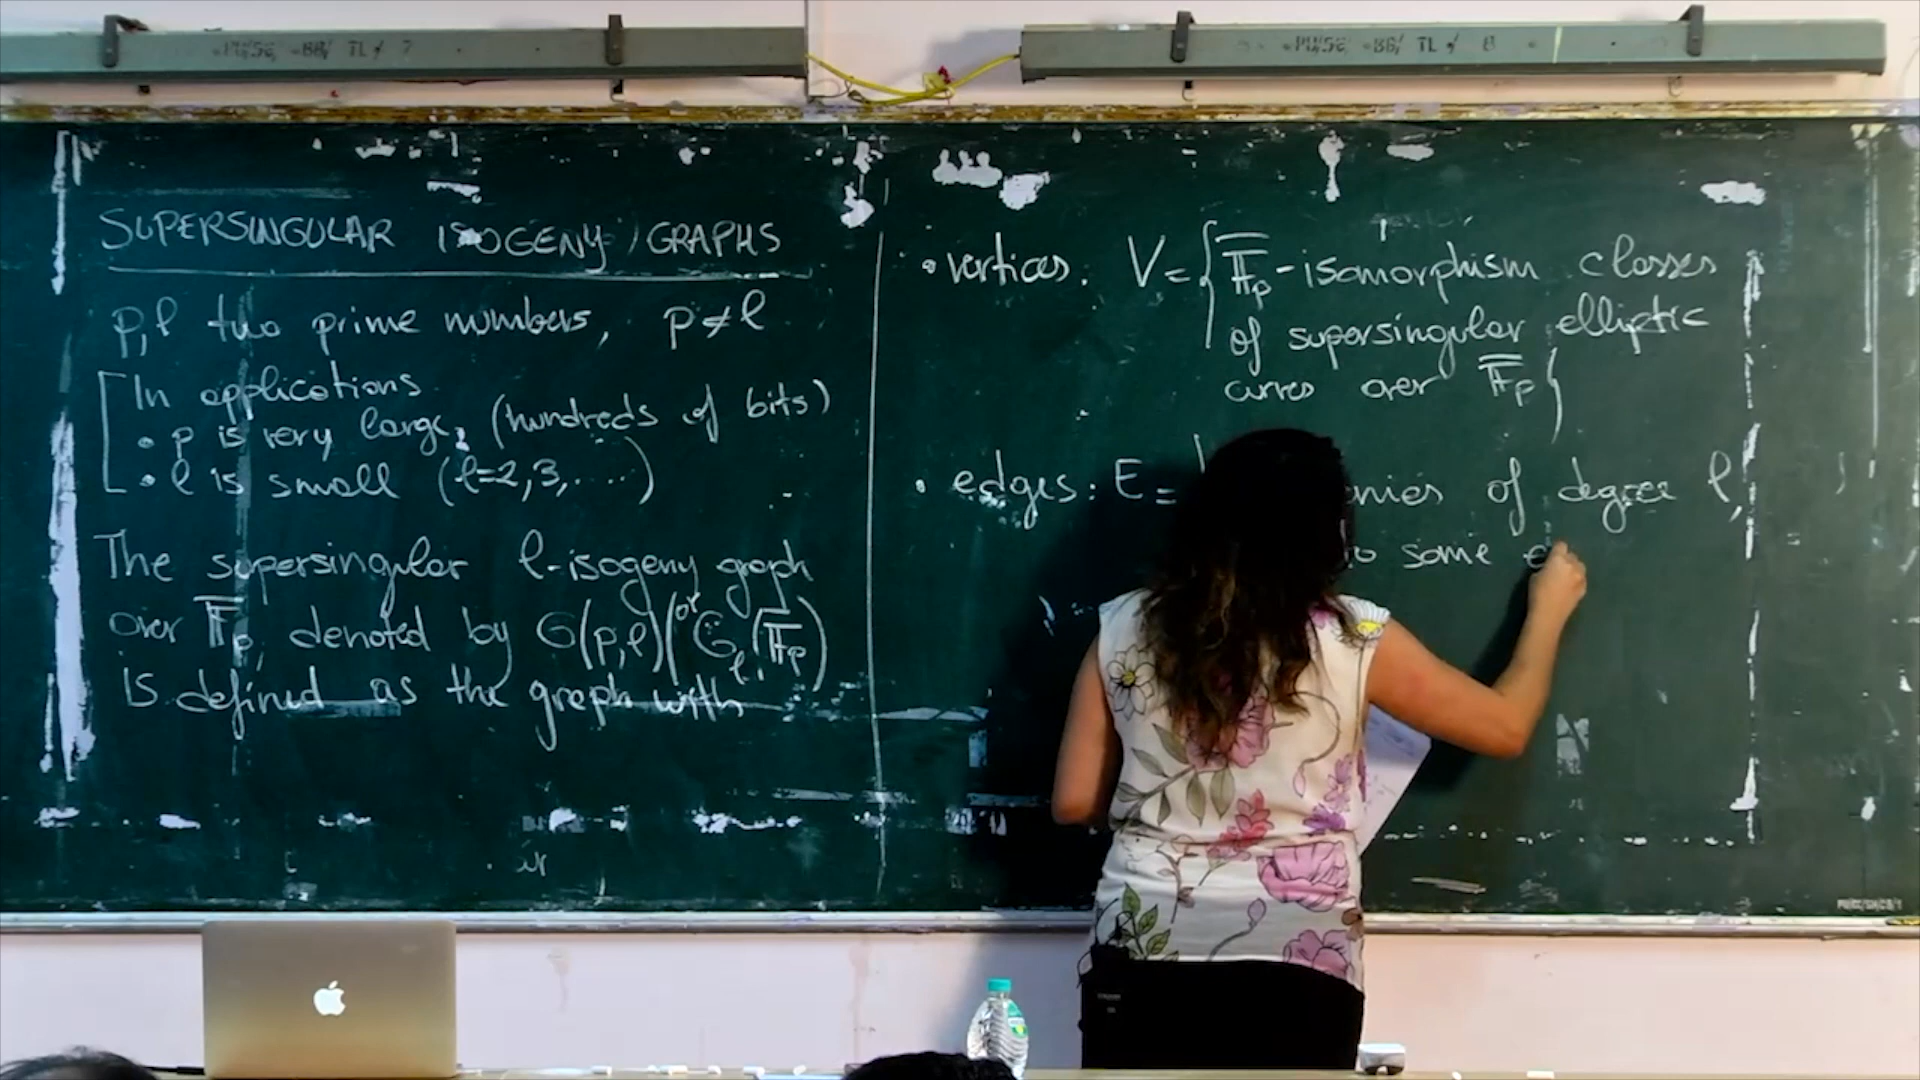 SUPERSINGULAR ISOGENY GRAPHS
p,ℓ two prime numbers, p≠ℓ
In applications
• p is very large (hundreds of bits)
• ℓ is small (ℓ=2,3,....)
The supersingular ℓ-isogeny graph
over F̅p, denoted by G(p,ℓ) (or Gℓ(F̅p))
is defined as the graph with
• vertices: V = { F̅p-isomorphism classes
of supersingular elliptic
curves over F̅p }
• edges: E = { nies of degree ℓ,
some